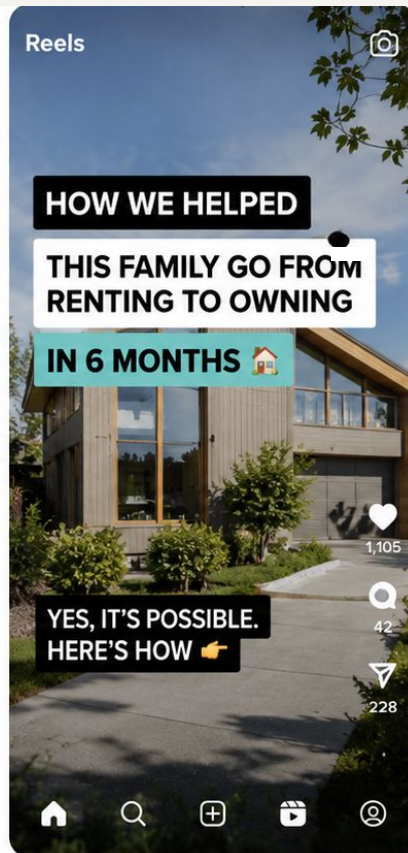 Reels
HOW WE HELPED
THIS FAMILY GO FROM
RENTING TO OWNING
IN 6 MONTHS 🏠
1,105
YES, IT'S POSSIBLE.
HERE'S HOW 👉
42
228